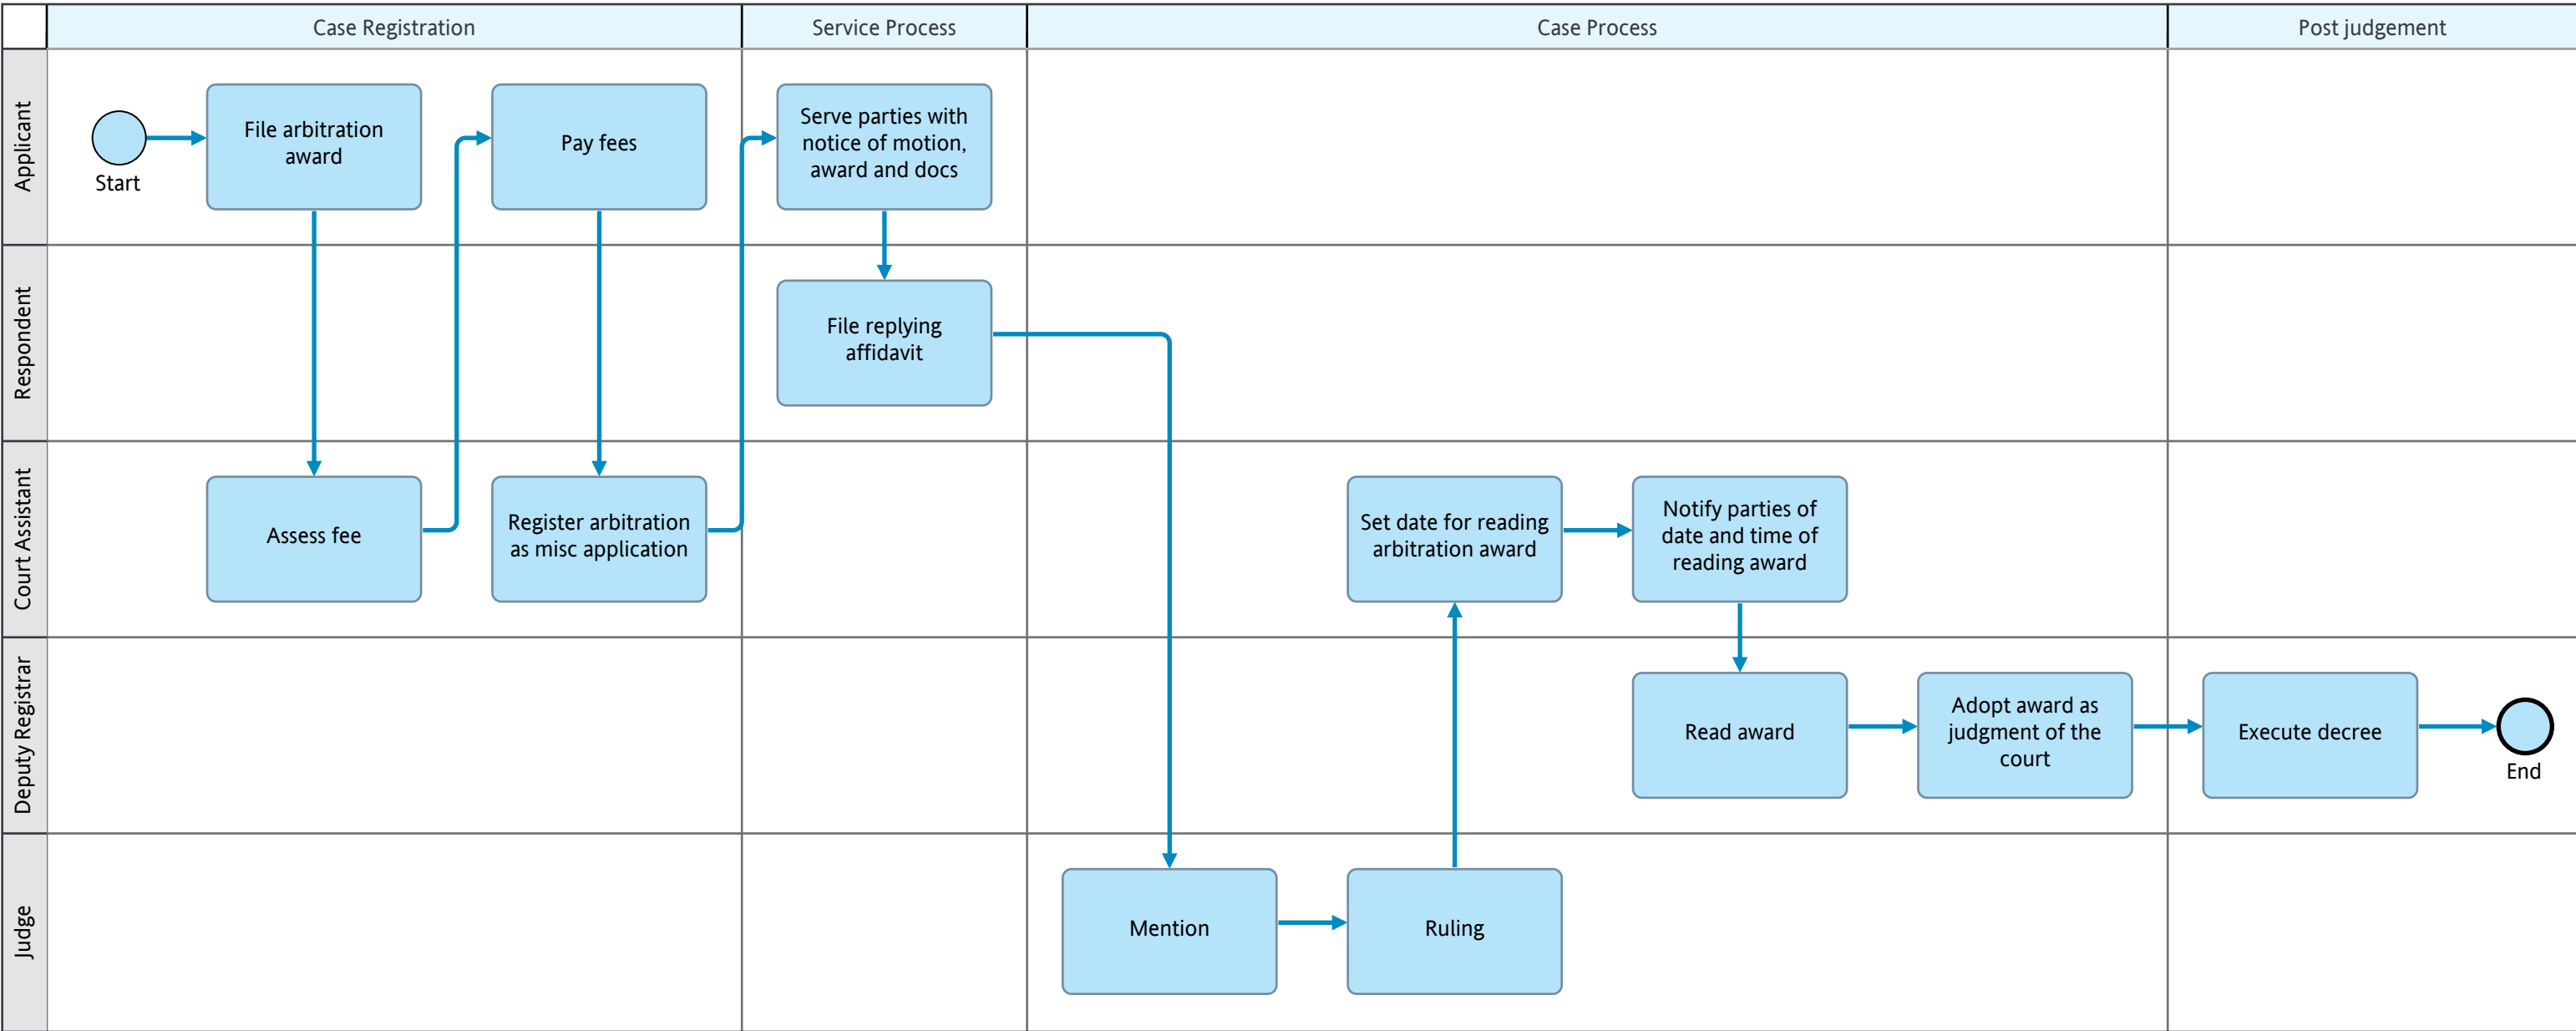 Case Registration
Service Process
Case Process
Post judgement
Applicant
Start
File arbitration
award
Pay fees
Serve parties with
notice of motion,
award and docs
Respondent
File replying
affidavit
Court Assistant
Assess fee
Register arbitration
as misc application
Set date for reading
arbitration award
Notify parties of
date and time of
reading award
Deputy Registrar
Read award
Adopt award as
judgment of the
court
Execute decree
End
Judge
Mention
Ruling